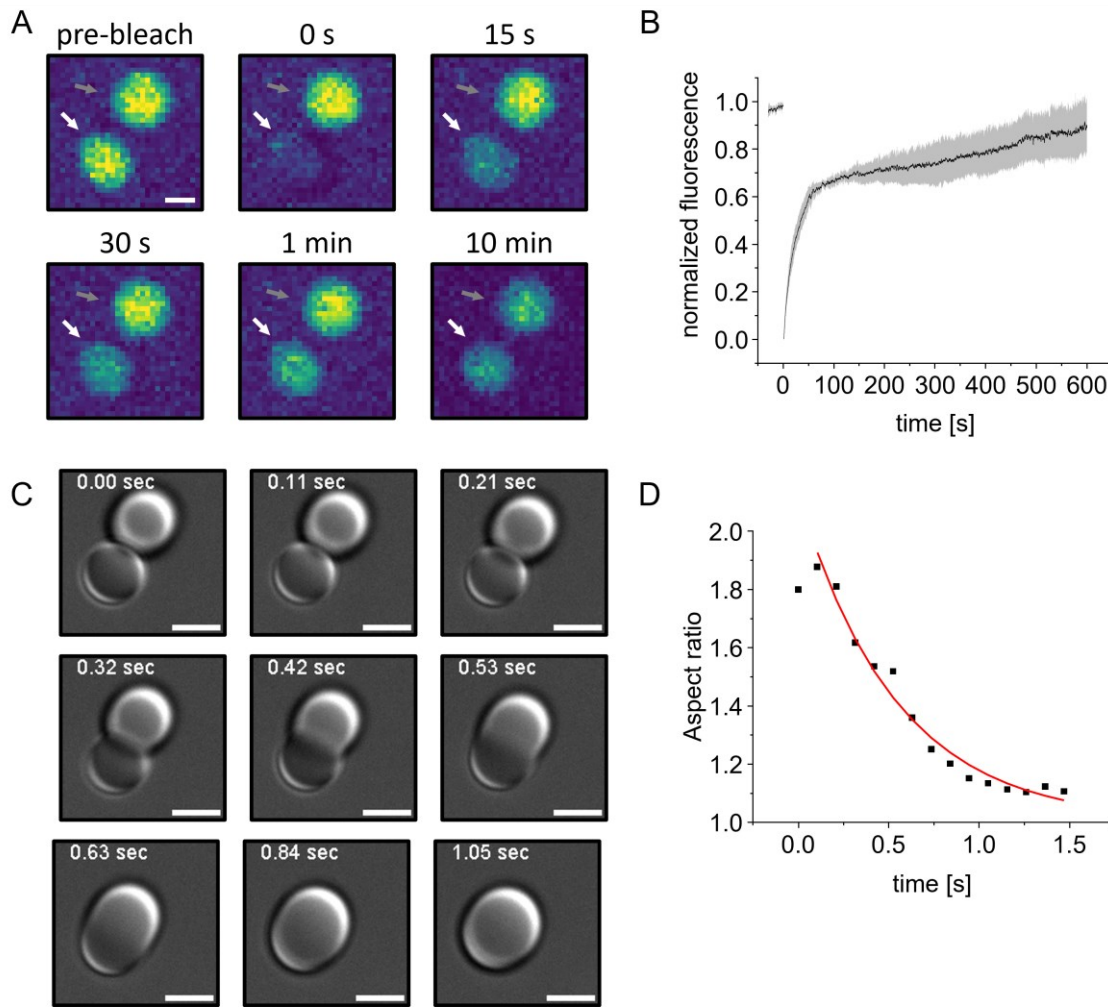 A
pre-bleach
0 s
15 s
30 s
1 min
10 min
B
normalized fluorescence
1.0
0.8
0.6
0.4
0.2
0.0
0 100 200 300 400 500 600
time [s]
C
0.00 sec
0.11 sec
0.21 sec
0.32 sec
0.42 sec
0.53 sec
0.63 sec
0.84 sec
1.05 sec
D
Aspect ratio
2.0
1.8
1.6
1.4
1.2
1.0
0.0 0.5 1.0 1.5
time [s]